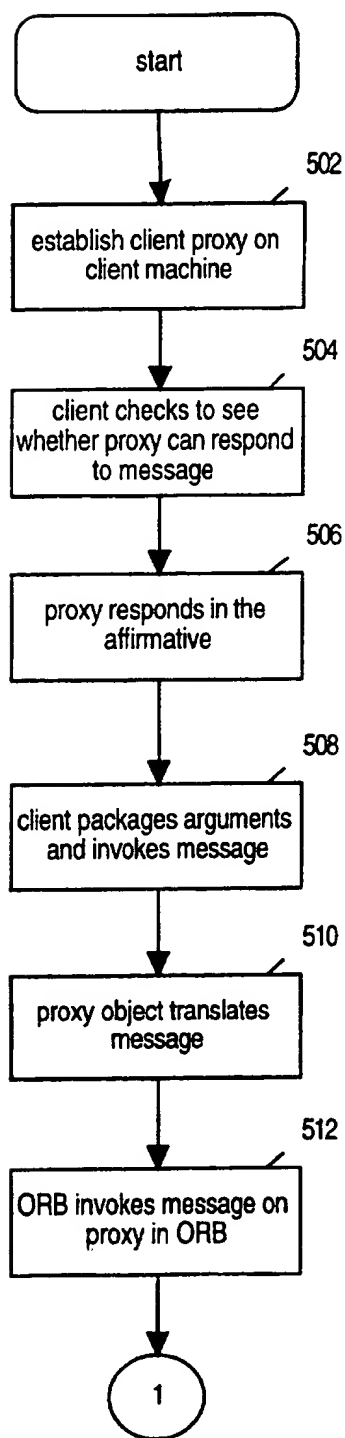 start
502
establish client proxy on
client machine
504
client checks to see
whether proxy can respond
to message
506
proxy responds in the
affirmative
508
client packages arguments
and invokes message
510
proxy object translates
message
512
ORB invokes message on
proxy in ORB
1